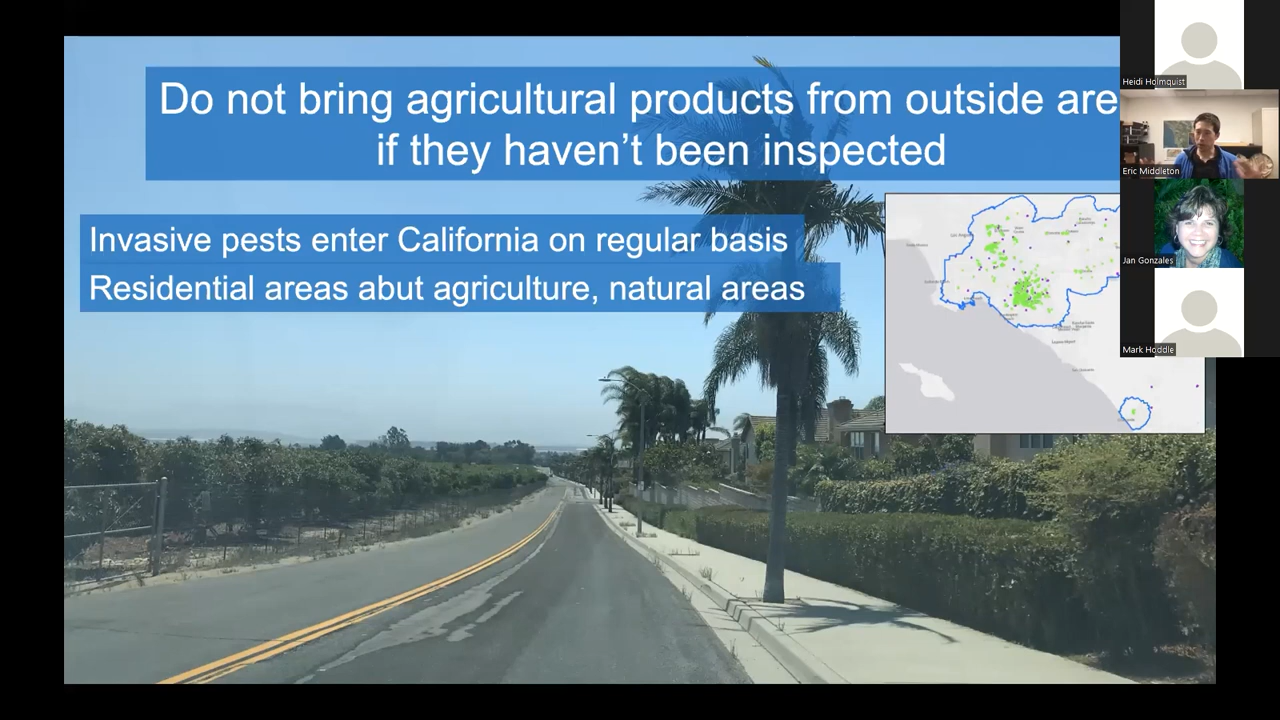 Do not bring agricultural products from outside are
if they haven't been inspected
Invasive pests enter California on regular basis
Residential areas abut agriculture, natural areas
Heidi Holmquist
Eric Middleton
Jan Gonzales
Mark Hoddle